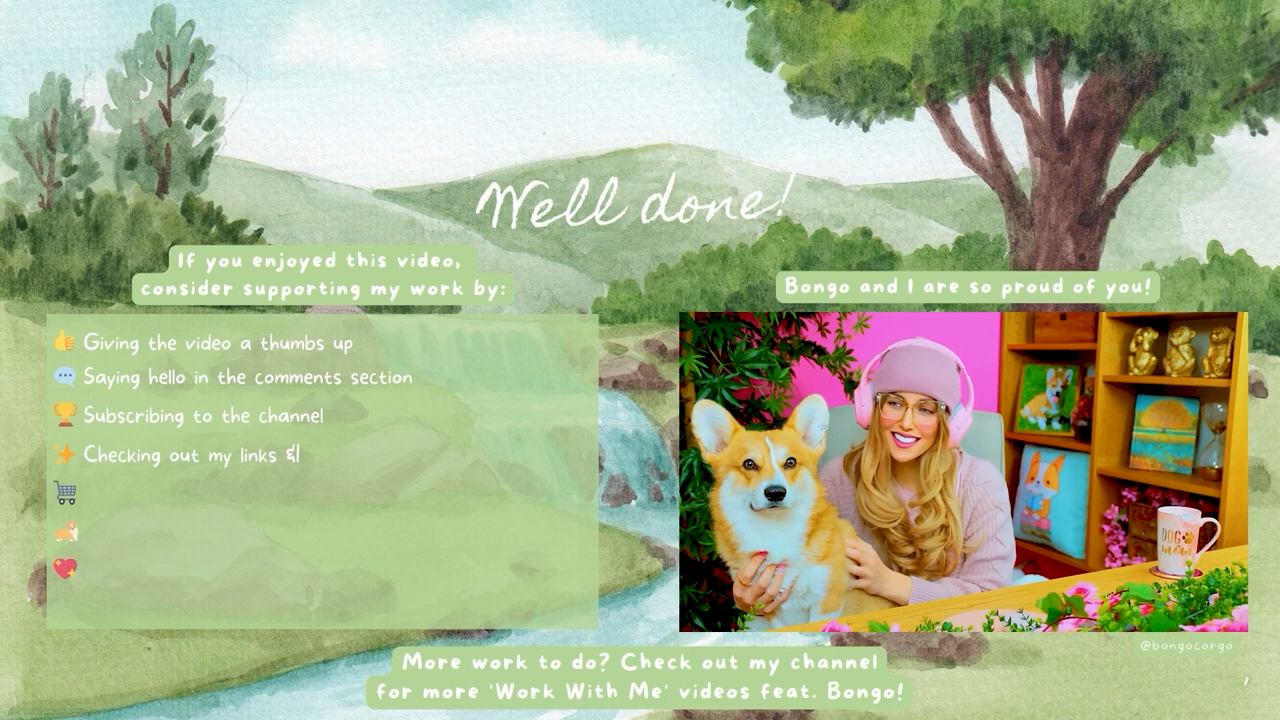 Well done!
If you enjoyed this video,
consider supporting my work by:
👍 Giving the video a thumbs up
💬 Saying hello in the comments section
🏆 Subscribing to the channel
✨ Checking out my links
Bongo and I are so proud of you!
DOG
mom
@bongocorgo
More work to do? Check out my channel
for more 'Work With Me' videos feat. Bongo!